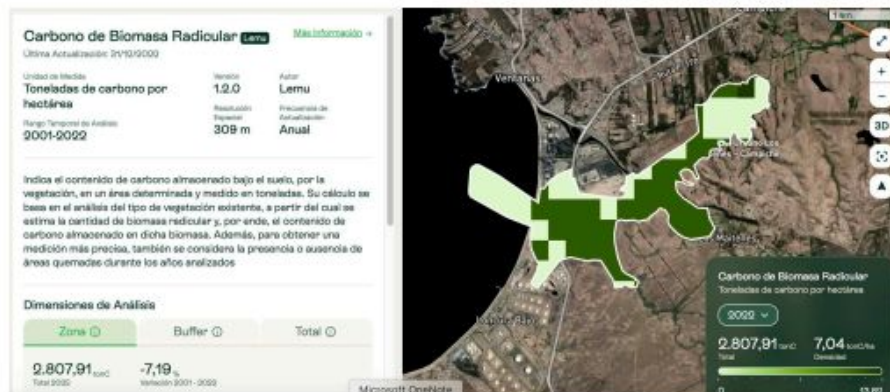 Carbono de Biomasa Radicular Lemu
Más Información →
Última Actualización: 31/10/2022
Unidad de Medida
Toneladas de carbono por
hectárea
Versión
1.2.0
Autor
Lemu
Rango Temporal de Análisis
2001-2022
Resolución
Espacial
309 m
Frecuencia de
Actualización
Anual
Indica el contenido de carbono almacenado bajo el suelo, por la
vegetación, en un área determinada y medido en toneladas. Su cálculo se
basa en el análisis del tipo de vegetación existente, a partir del cual se
estima la cantidad de biomasa radicular y, por ende, el contenido de
carbono almacenado en dicha biomasa. Además, para obtener una
medición más precisa, también se considera la presencia o ausencia de
áreas quemadas durante los años analizados
Dimensiones de Análisis
Zona
Buffer
Total
2.807,91 tonC
Total 2022
-7,19 %
Variación 2001 - 2022
Microsoft OneNote
1 km
Ventanas
+
−
3D
Los Maitenes
Carbono de Biomasa Radicular
Toneladas de carbono por hectárea
2022
2.807,91 tonC
Total
7,04 tonC/ha
Densidad
0